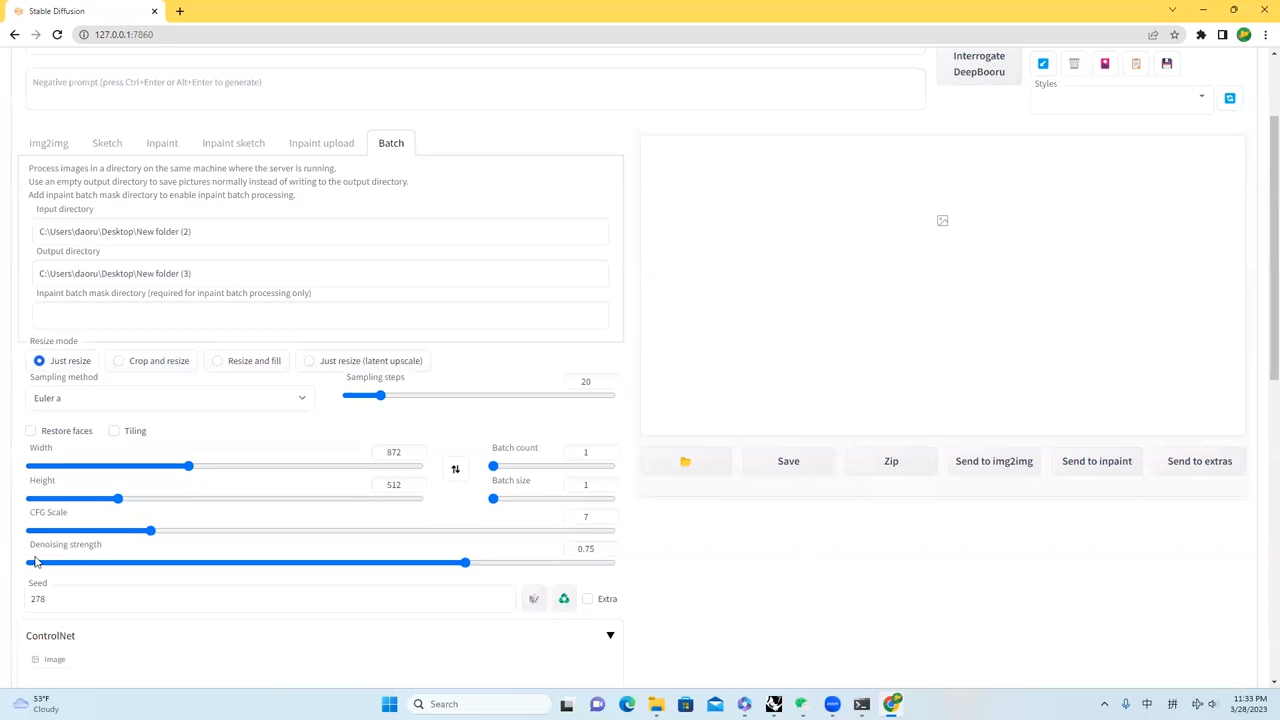 Stable Diffusion
127.0.0.1:7860
Negative prompt (press Ctrl+Enter or Alt+Enter to generate)
Interrogate
DeepBooru
Styles
img2img
Sketch
Inpaint
Inpaint sketch
Inpaint upload
Batch
Process images in a directory on the same machine where the server is running.
Use an empty output directory to save pictures normally instead of writing to the output directory.
Add inpaint batch mask directory to enable inpaint batch processing.
Input directory
C:\Users\daoru\Desktop\New folder (2)
Output directory
C:\Users\daoru\Desktop\New folder (3)
Inpaint batch mask directory (required for inpaint batch processing only)
Resize mode
Just resize
Crop and resize
Resize and fill
Just resize (latent upscale)
Sampling method
Euler a
Sampling steps
20
Restore faces
Tiling
Width
872
Batch count
1
Height
512
Batch size
1
CFG Scale
7
Denoising strength
0.75
Seed
278
Extra
ControlNet
Image
Save
Zip
Send to img2img
Send to inpaint
Send to extras
53°F
Cloudy
Search
zoom
中
拼
11:33 PM
3/28/2023